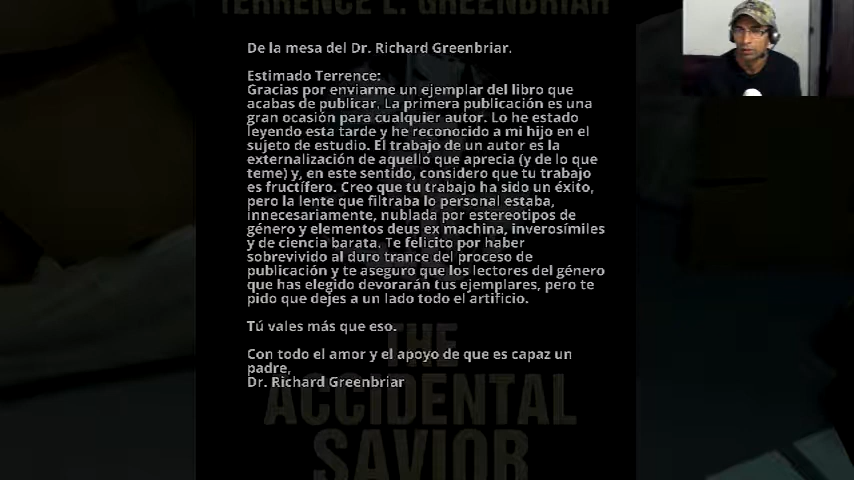 TERRENCE L. GREENBRIAR
De la mesa del Dr. Richard Greenbriar.
Estimado Terrence:
Gracias por enviarme un ejemplar del libro que
acabas de publicar. La primera publicación es una
gran ocasión para cualquier autor. Lo he estado
leyendo esta tarde y he reconocido a mi hijo en el
sujeto de estudio. El trabajo de un autor es la
externalización de aquello que aprecia (y de lo que
teme) y, en este sentido, considero que tu trabajo
es fructífero. Creo que tu trabajo ha sido un éxito,
pero la lente que filtraba lo personal estaba,
innecesariamente, nublada por estereotipos de
género y elementos deus ex machina, inverosímiles
y de ciencia barata. Te felicito por haber
sobrevivido al duro trance del proceso de
publicación y te aseguro que los lectores del género
que has elegido devorarán tus ejemplares, pero te
pido que dejes a un lado todo el artificio.
Tú vales más que eso.
Con todo el amor y el apoyo de que es capaz un
padre,
Dr. Richard Greenbriar
THE
ACCIDENTAL
SAVIOR